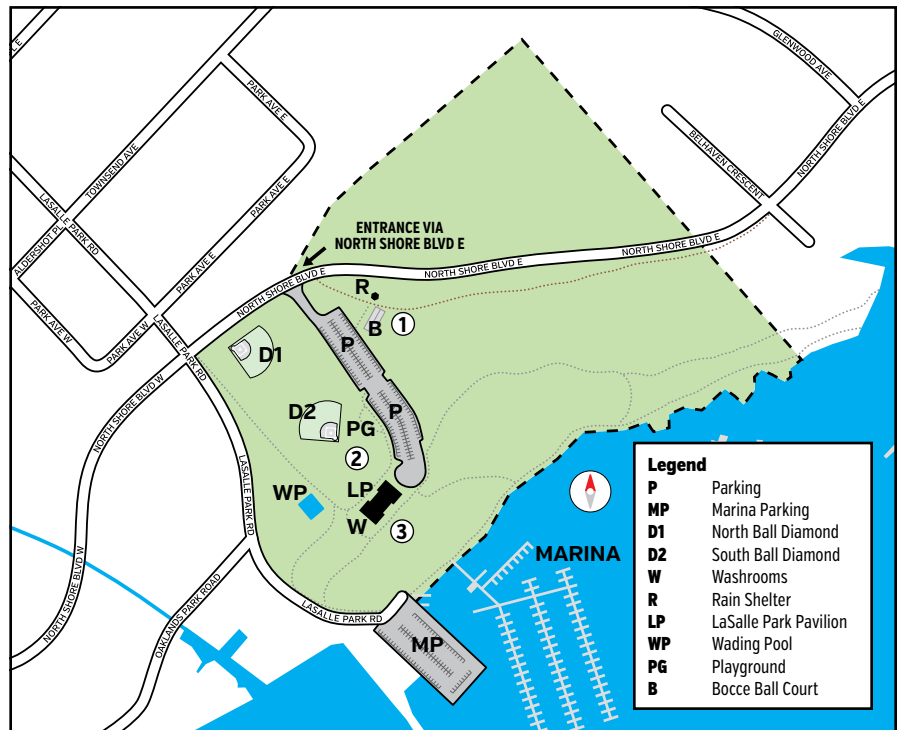 GLENWOOD AVE
E
PARK AVE E
TOWNSEND AVE
NORTH SHORE BLVD E
BELHAVEN CRESCENT
LASALLE PARK RD
ALDERSHOT PL
PARK AVE E
PARK AVE E
ENTRANCE VIA
NORTH SHORE BLVD E
NORTH SHORE BLVD E
NORTH SHORE BLVD E
NORTH SHORE BLVD E
R
B
1
PARK AVE W
PARK AVE W
LASALLE PARK RD
D1
P
NORTH SHORE BLVD W
D2
P
PG
2
WP
LP
W
3
LASALLE PARK RD
MARINA
NORTH SHORE BLVD W
OAKLANDS PARK ROAD
LASALLE PARK RD
MP
Legend
P Parking
MP Marina Parking
D1 North Ball Diamond
D2 South Ball Diamond
W Washrooms
R Rain Shelter
LP LaSalle Park Pavilion
WP Wading Pool
PG Playground
B Bocce Ball Court